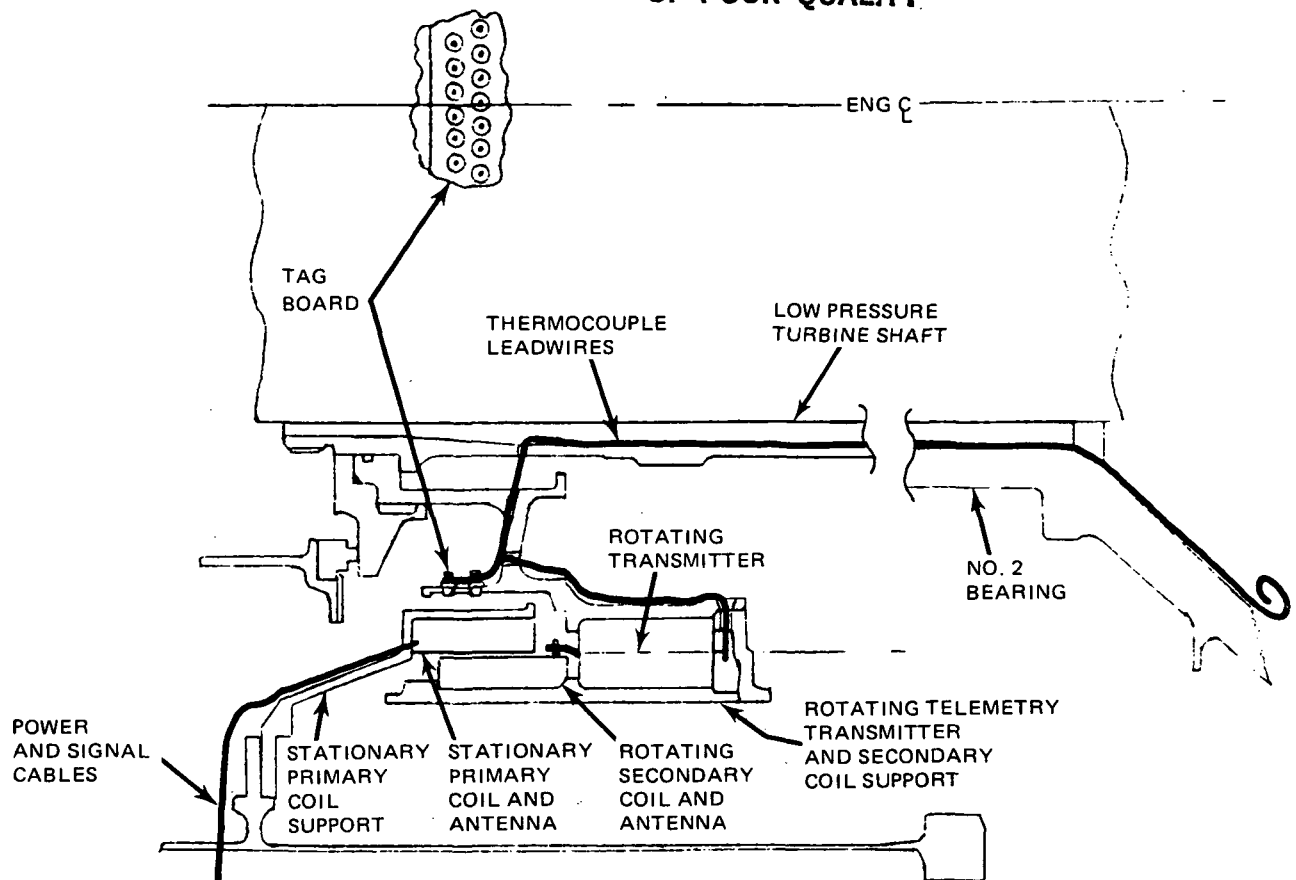 OF POOR QUALITY
ENG ℄
TAG
BOARD
THERMOCOUPLE
LEADWIRES
LOW PRESSURE
TURBINE SHAFT
ROTATING
TRANSMITTER
NO. 2
BEARING
POWER
AND SIGNAL
CABLES
STATIONARY
PRIMARY
COIL
SUPPORT
STATIONARY
PRIMARY
COIL AND
ANTENNA
ROTATING
SECONDARY
COIL AND
ANTENNA
ROTATING TELEMETRY
TRANSMITTER
AND SECONDARY
COIL SUPPORT